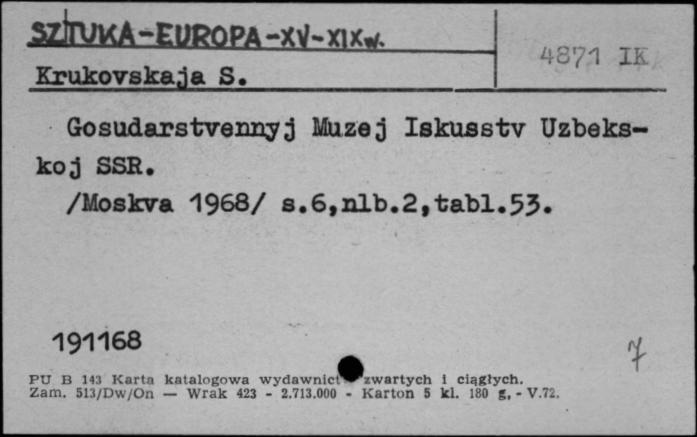 SZTUKA-EUROPA-XV-XIXw.
4871 IK
Krukovskaja S.
Gosudarstvennyj Muzej Iskusstv Uzbeks-
koj SSR.
/Moskva 1968/ s.6,nlb.2,tabl.53.
191168
7
PU B 143 Karta katalogowa wydawnict zwartych i ciągłych.
Zam. 513/Dw/On — Wrak 423 - 2.713.000 - Karton 5 kl. 180 g, - V.72.